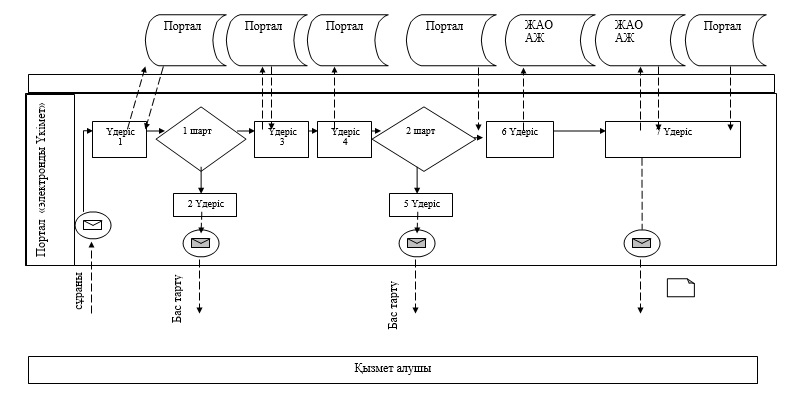 Портал
Портал
Портал
Портал
ЖАО
АЖ
ЖАО
АЖ
Портал
Портал «электронды Үкімет»
Үдеріс
1
1 шарт
Үдеріс
3
Үдеріс
4
2 шарт
6 Үдеріс
7 Үдеріс
2 Үдеріс
5 Үдеріс
сұраны
Бас тарту
Бас тарту
Қызмет алушы